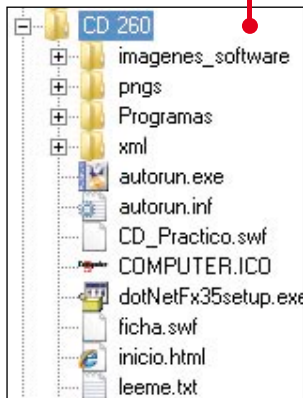 CD 260
imagenes_software
pngs
Programas
xml
autorun.exe
autorun.inf
CD_Practico.swf
COMPUTER.ICO
dotNetFx35setup.exe
ficha.swf
inicio.html
leeme.txt